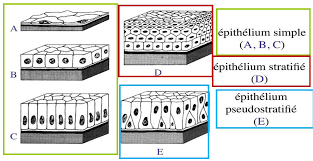 A
B
C
D
E
épithélium simple
(A, B, C)
épithélium stratifié
(D)
épithélium
pseudostratifié
(E)